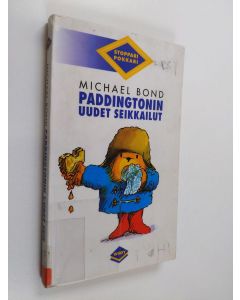 STOPPARI
POKKARI
MICHAEL BOND
PADDINGTONIN
UUDET SEIKKAILUT